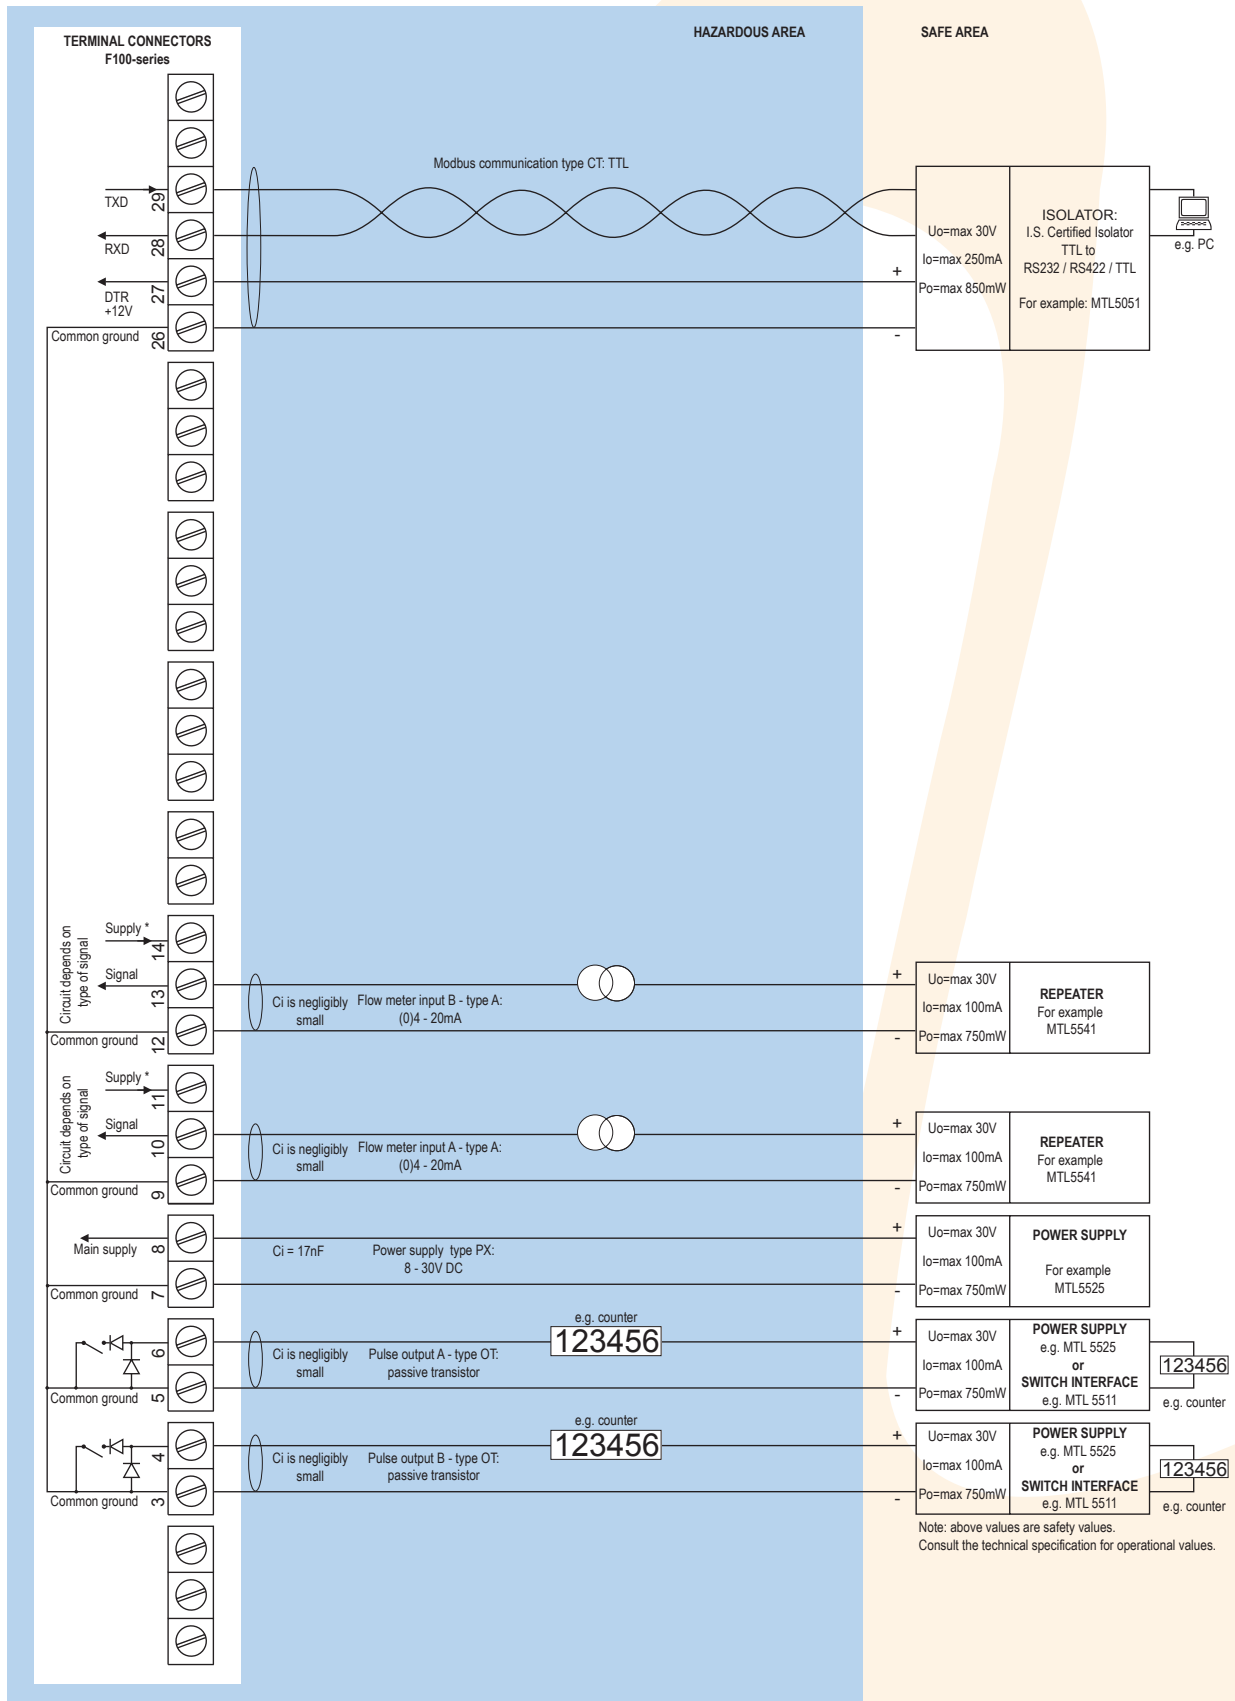 TERMINAL CONNECTORS
F100-series
HAZARDOUS AREA
SAFE AREA
Modbus communication type CT: TTL
TXD
29
RXD
28
DTR
+12V
27
Common ground
26
+
-
Uo=max 30V
Io=max 250mA
Po=max 850mW
ISOLATOR:
I.S. Certified Isolator
TTL to
RS232 / RS422 / TTL
For example: MTL5051
e.g. PC
Circuit depends on
type of signal
Supply *
14
Signal
13
Common ground
12
Ci is negligibly
small
Flow meter input B - type A:
(0)4 - 20mA
+
-
Uo=max 30V
Io=max 100mA
Po=max 750mW
REPEATER
For example
MTL5541
Circuit depends on
type of signal
Supply *
11
Signal
10
Common ground
9
Ci is negligibly
small
Flow meter input A - type A:
(0)4 - 20mA
+
-
Uo=max 30V
Io=max 100mA
Po=max 750mW
REPEATER
For example
MTL5541
Main supply
8
Common ground
7
Ci = 17nF
Power supply type PX:
8 - 30V DC
+
-
Uo=max 30V
Io=max 100mA
Po=max 750mW
POWER SUPPLY
For example
MTL5525
6
Common ground
5
Ci is negligibly
small
Pulse output A - type OT:
passive transistor
e.g. counter
123456
+
-
Uo=max 30V
Io=max 100mA
Po=max 750mW
POWER SUPPLY
e.g. MTL 5525
or
SWITCH INTERFACE
e.g. MTL 5511
123456
e.g. counter
4
Common ground
3
Ci is negligibly
small
Pulse output B - type OT:
passive transistor
e.g. counter
123456
+
-
Uo=max 30V
Io=max 100mA
Po=max 750mW
POWER SUPPLY
e.g. MTL 5525
or
SWITCH INTERFACE
e.g. MTL 5511
123456
e.g. counter
Note: above values are safety values.
Consult the technical specification for operational values.